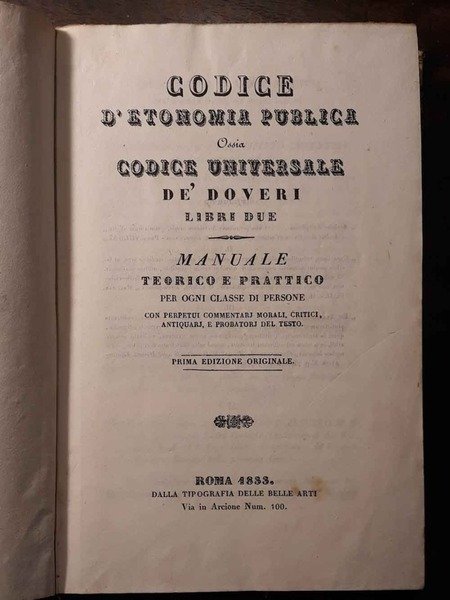 CODICE
D'ETONOMIA PUBLICA
Ossia
CODICE UNIVERSALE
DE' DOVERI
LIBRI DUE
MANUALE
TEORICO E PRATTICO
PER OGNI CLASSE DI PERSONE
CON PERPETUI COMMENTARJ MORALI, CRITICI,
ANTIQUARJ, E PROBATORJ DEL TESTO.
PRIMA EDIZIONE ORIGINALE.
ROMA 1833.
DALLA TIPOGRAFIA DELLE BELLE ARTI
Via in Arcione Num. 100.